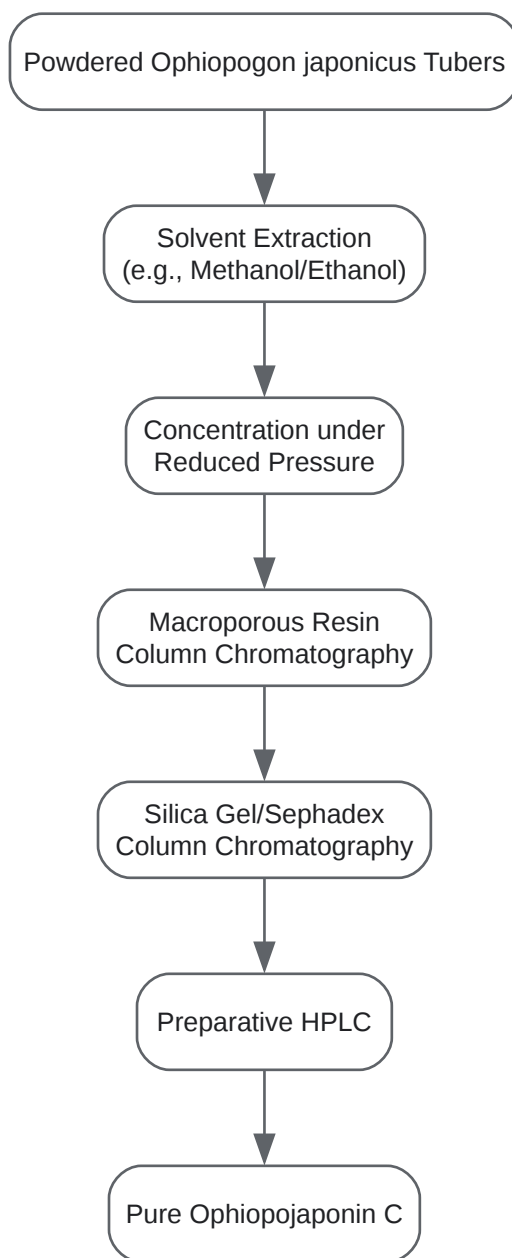 Powdered Ophiopogon japonicus Tubers
Solvent Extraction
(e.g., Methanol/Ethanol)
Concentration under
Reduced Pressure
Macroporous Resin
Column Chromatography
Silica Gel/Sephadex
Column Chromatography
Preparative HPLC
Pure Ophiopojaponin C